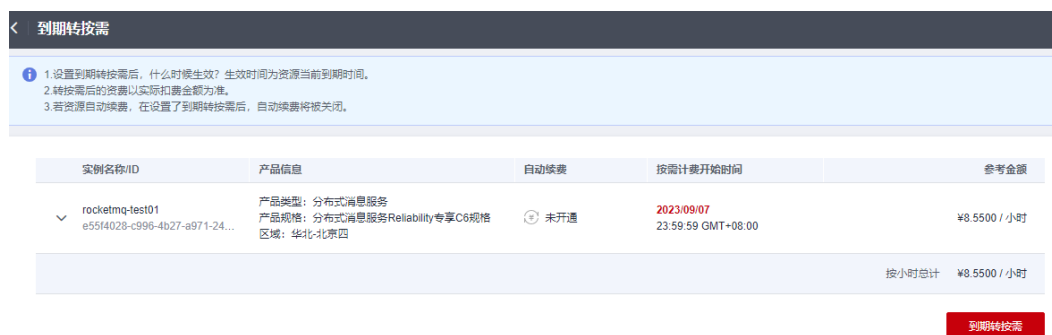 到期转按需
1.设置到期转按需后，什么时候生效？生效时间为资源当前到期时间。
2.转按需后的资费以实际扣费金额为准。
3.若资源自动续费，在设置了到期转按需后，自动续费将被关闭。
实例名称/ID 产品信息 自动续费 按需计费开始时间 参考金额
产品类型：分布式消息服务
rocketmq-test01 产品规格：分布式消息服务Reliability专享C6规格 未开通 2023/09/07 ¥8.5500 / 小时
e55f4028-c996-4b27-a971-24... 区域：华北-北京四 23:59:59 GMT+08:00
按小时总计 ¥8.5500 / 小时
到期转按需